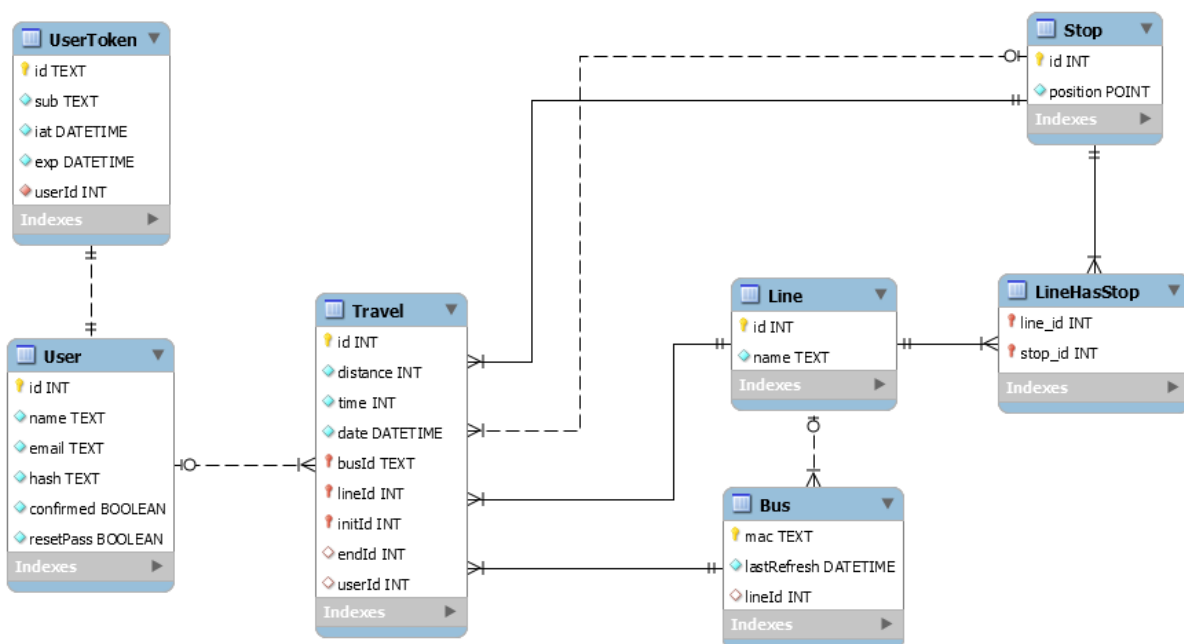 UserToken
id TEXT
sub TEXT
iat DATETIME
exp DATETIME
userId INT
Indexes
User
id INT
name TEXT
email TEXT
hash TEXT
confirmed BOOLEAN
resetPass BOOLEAN
Indexes
Travel
id INT
distance INT
time INT
date DATETIME
busId TEXT
lineId INT
initId INT
endId INT
userId INT
Indexes
Stop
id INT
position POINT
Indexes
Line
id INT
name TEXT
Indexes
LineHasStop
line_id INT
stop_id INT
Indexes
Bus
mac TEXT
lastRefresh DATETIME
lineId INT
Indexes